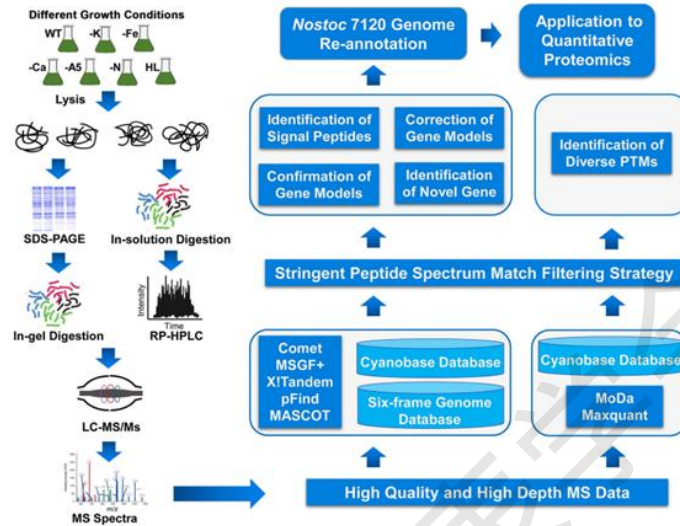 Different Growth Conditions
WT
-K
-Fe
-Ca
-A5
-N
HL
Lysis
SDS-PAGE
In-solution Digestion
In-gel Digestion
Intensity
Time
RP-HPLC
LC-MS/Ms
m/z
MS Spectra
Nostoc 7120 Genome
Re-annotation
Application to
Quantitative
Proteomics
Identification of
Signal Peptides
Correction of
Gene Models
Confirmation of
Gene Models
Identification
of Novel Gene
Identification of
Diverse PTMs
Stringent Peptide Spectrum Match Filtering Strategy
Comet
MSGF+
X!Tandem
pFind
MASCOT
Cyanobase Database
Six-frame Genome
Database
Cyanobase Database
MoDa
Maxquant
High Quality and High Depth MS Data